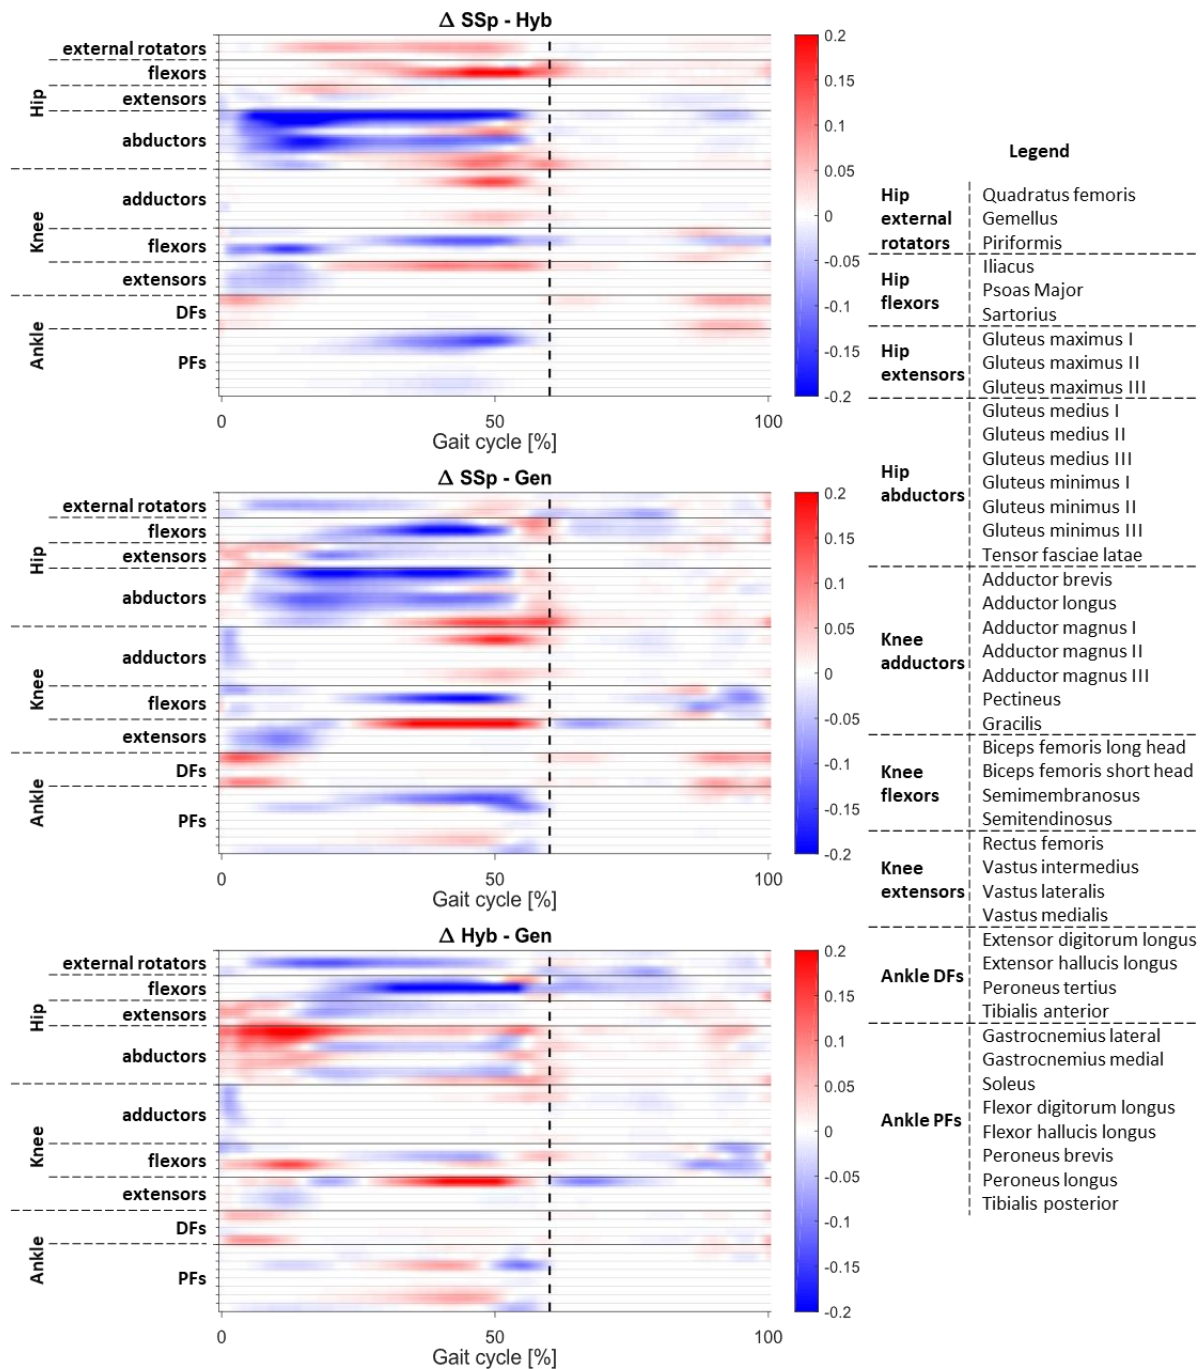 Δ SSp - Hyb
Hip
external rotators
flexors
extensors
abductors
Knee
adductors
flexors
extensors
Ankle
DFs
PFs
0
50
100
Gait cycle [%]
0.2
0.15
0.1
0.05
0
-0.05
-0.1
-0.15
-0.2
Δ SSp - Gen
Hip
external rotators
flexors
extensors
abductors
Knee
adductors
flexors
extensors
Ankle
DFs
PFs
0
50
100
Gait cycle [%]
0.2
0.15
0.1
0.05
0
-0.05
-0.1
-0.15
-0.2
Δ Hyb - Gen
Hip
external rotators
flexors
extensors
abductors
Knee
adductors
flexors
extensors
Ankle
DFs
PFs
0
50
100
Gait cycle [%]
0.2
0.15
0.1
0.05
0
-0.05
-0.1
-0.15
-0.2
Legend
Hip
external
rotators
Quadratus femoris
Gemellus
Piriformis
Hip
flexors
Iliacus
Psoas Major
Sartorius
Hip
extensors
Gluteus maximus I
Gluteus maximus II
Gluteus maximus III
Hip
abductors
Gluteus medius I
Gluteus medius II
Gluteus medius III
Gluteus minimus I
Gluteus minimus II
Gluteus minimus III
Tensor fasciae latae
Knee
adductors
Adductor brevis
Adductor longus
Adductor magnus I
Adductor magnus II
Adductor magnus III
Pectineus
Gracilis
Knee
flexors
Biceps femoris long head
Biceps femoris short head
Semimembranosus
Semitendinosus
Knee
extensors
Rectus femoris
Vastus intermedius
Vastus lateralis
Vastus medialis
Ankle DFs
Extensor digitorum longus
Extensor hallucis longus
Peroneus tertius
Tibialis anterior
Ankle PFs
Gastrocnemius lateral
Gastrocnemius medial
Soleus
Flexor digitorum longus
Flexor hallucis longus
Peroneus brevis
Peroneus longus
Tibialis posterior